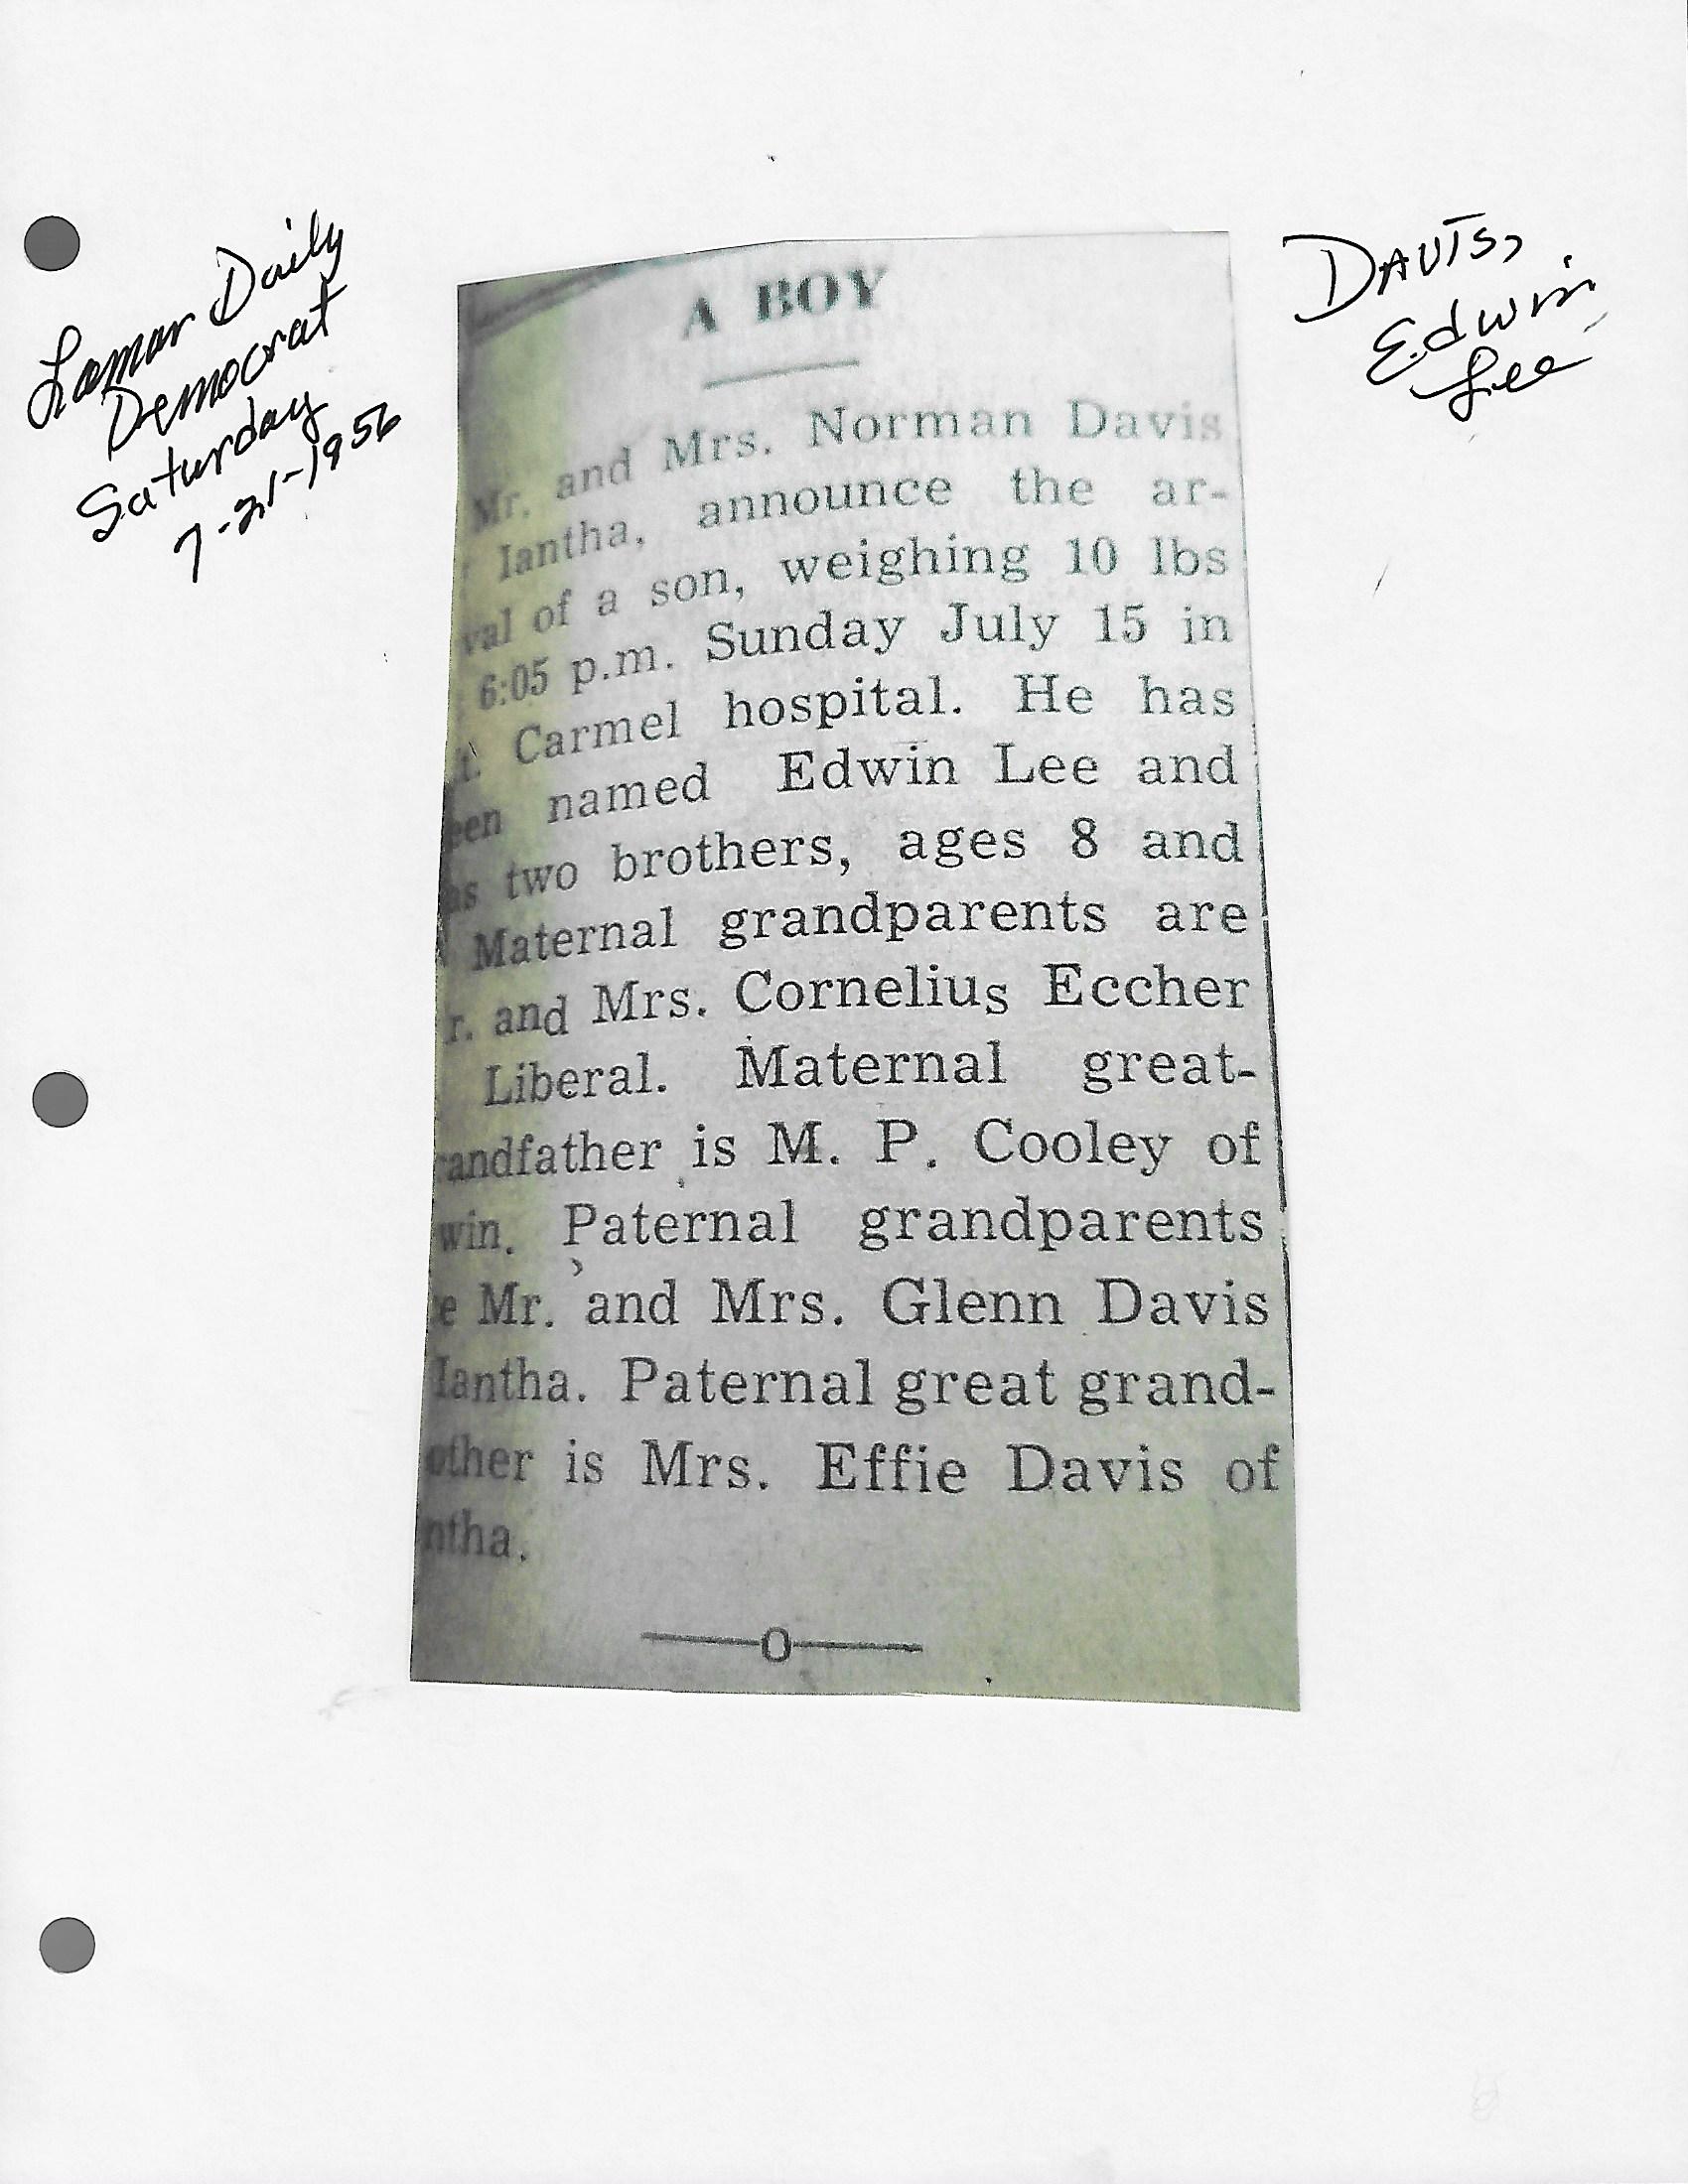 Lamar Daily
Democrat
Saturday
7-21-1956
DAVIS,
Edwin
Lee
A BOY
Mr. and Mrs. Norman Davis
Iantha, announce the ar-
val of a son, weighing 10 lbs
6:05 p.m. Sunday July 15 in
t. Carmel hospital. He has
een named Edwin Lee and
as two brothers, ages 8 and
Maternal grandparents are
r. and Mrs. Cornelius Eccher
Liberal. Maternal great-
andfather is M. P. Cooley of
win. Paternal grandparents
e Mr. and Mrs. Glenn Davis
Iantha. Paternal great grand-
other is Mrs. Effie Davis of
ntha.
—O—